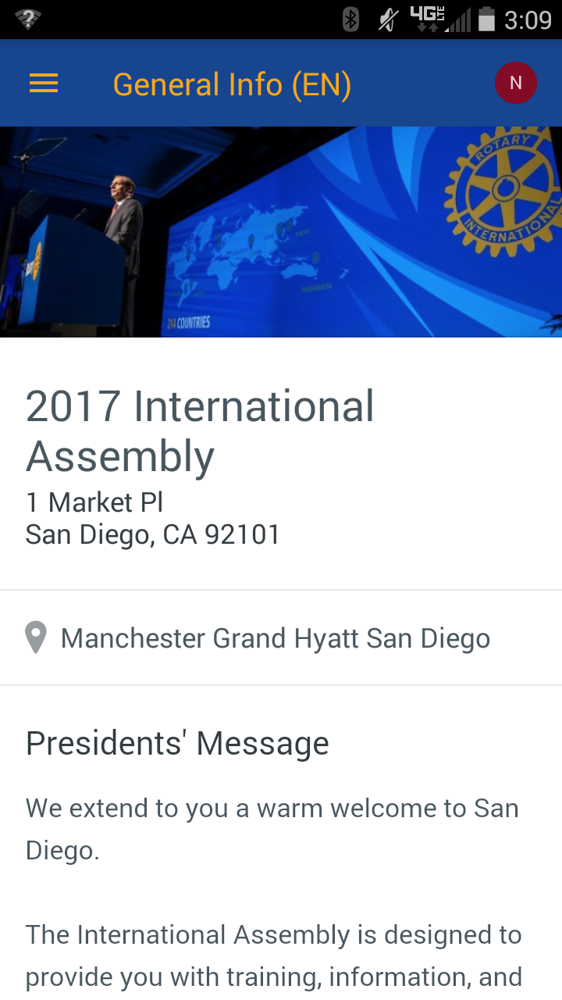 4G LTE 3:09
General Info (EN)
N
ROTARY
INTERNATIONAL
214 COUNTRIES
2017 International
Assembly
1 Market Pl
San Diego, CA 92101
Manchester Grand Hyatt San Diego
Presidents' Message
We extend to you a warm welcome to San
Diego.
The International Assembly is designed to
provide you with training, information, and